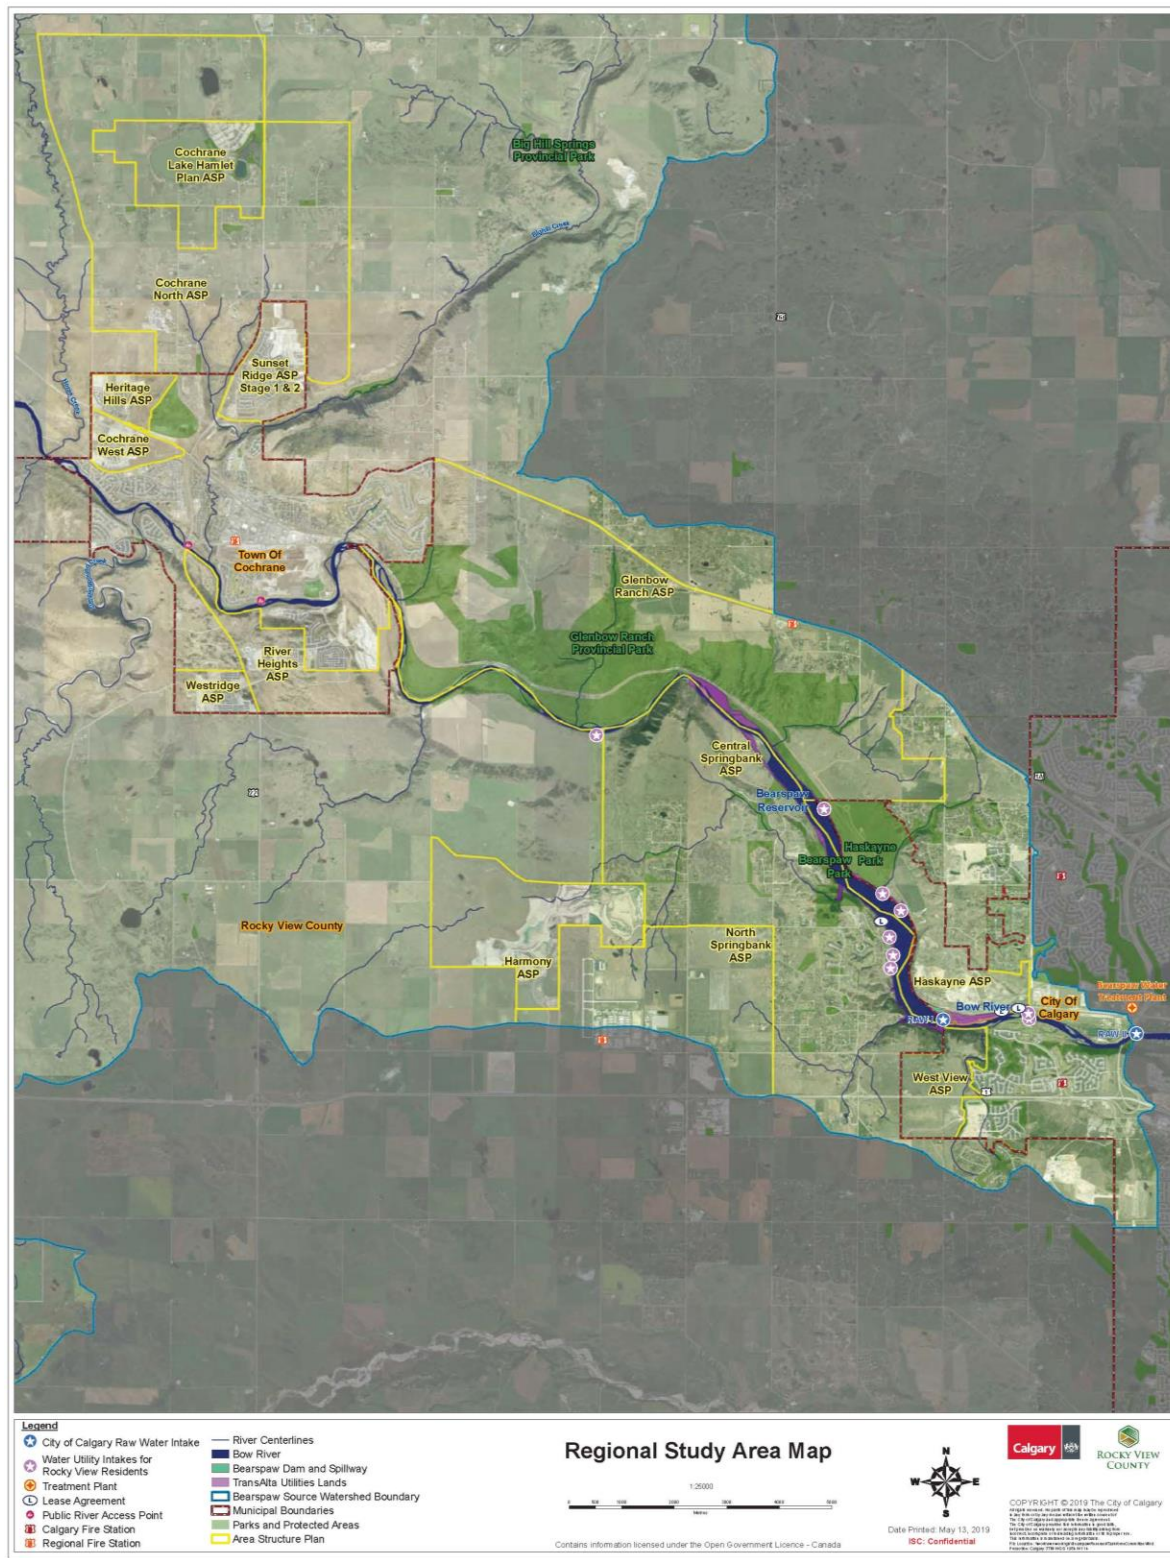 Big Hill Springs
Provincial Park
Cochrane
Lake Hamlet
Plan ASP
Cochrane
North ASP
Sunset
Ridge ASP
Stage 1 & 2
Heritage
Hills ASP
Cochrane
West ASP
Town Of
Cochrane
Glenbow
Ranch ASP
Glenbow Ranch
Provincial Park
River
Heights
ASP
Westridge
ASP
Central
Springbank
ASP
Bearspaw
Reservoir
Haskayne
Park
Bearspaw
Park
1A
Rocky View County
North
Springbank
ASP
Harmony
ASP
Haskayne ASP
Bearspaw Water
Treatment Plant
Bow River
City Of
Calgary
West View
ASP
Legend
City of Calgary Raw Water Intake
Water Utility Intakes for
Rocky View Residents
Treatment Plant
L Lease Agreement
Public River Access Point
Calgary Fire Station
Regional Fire Station
River Centerlines
Bow River
Bearspaw Dam and Spillway
TransAlta Utilities Lands
Bearspaw Source Watershed Boundary
Municipal Boundaries
Parks and Protected Areas
Area Structure Plan
Regional Study Area Map
1:25000
Contains information licensed under the Open Government Licence - Canada
N
W E
S
Date Printed: May 13, 2019
ISC: Confidential
Calgary
ROCKY VIEW
COUNTY
COPYRIGHT © 2019 The City of Calgary